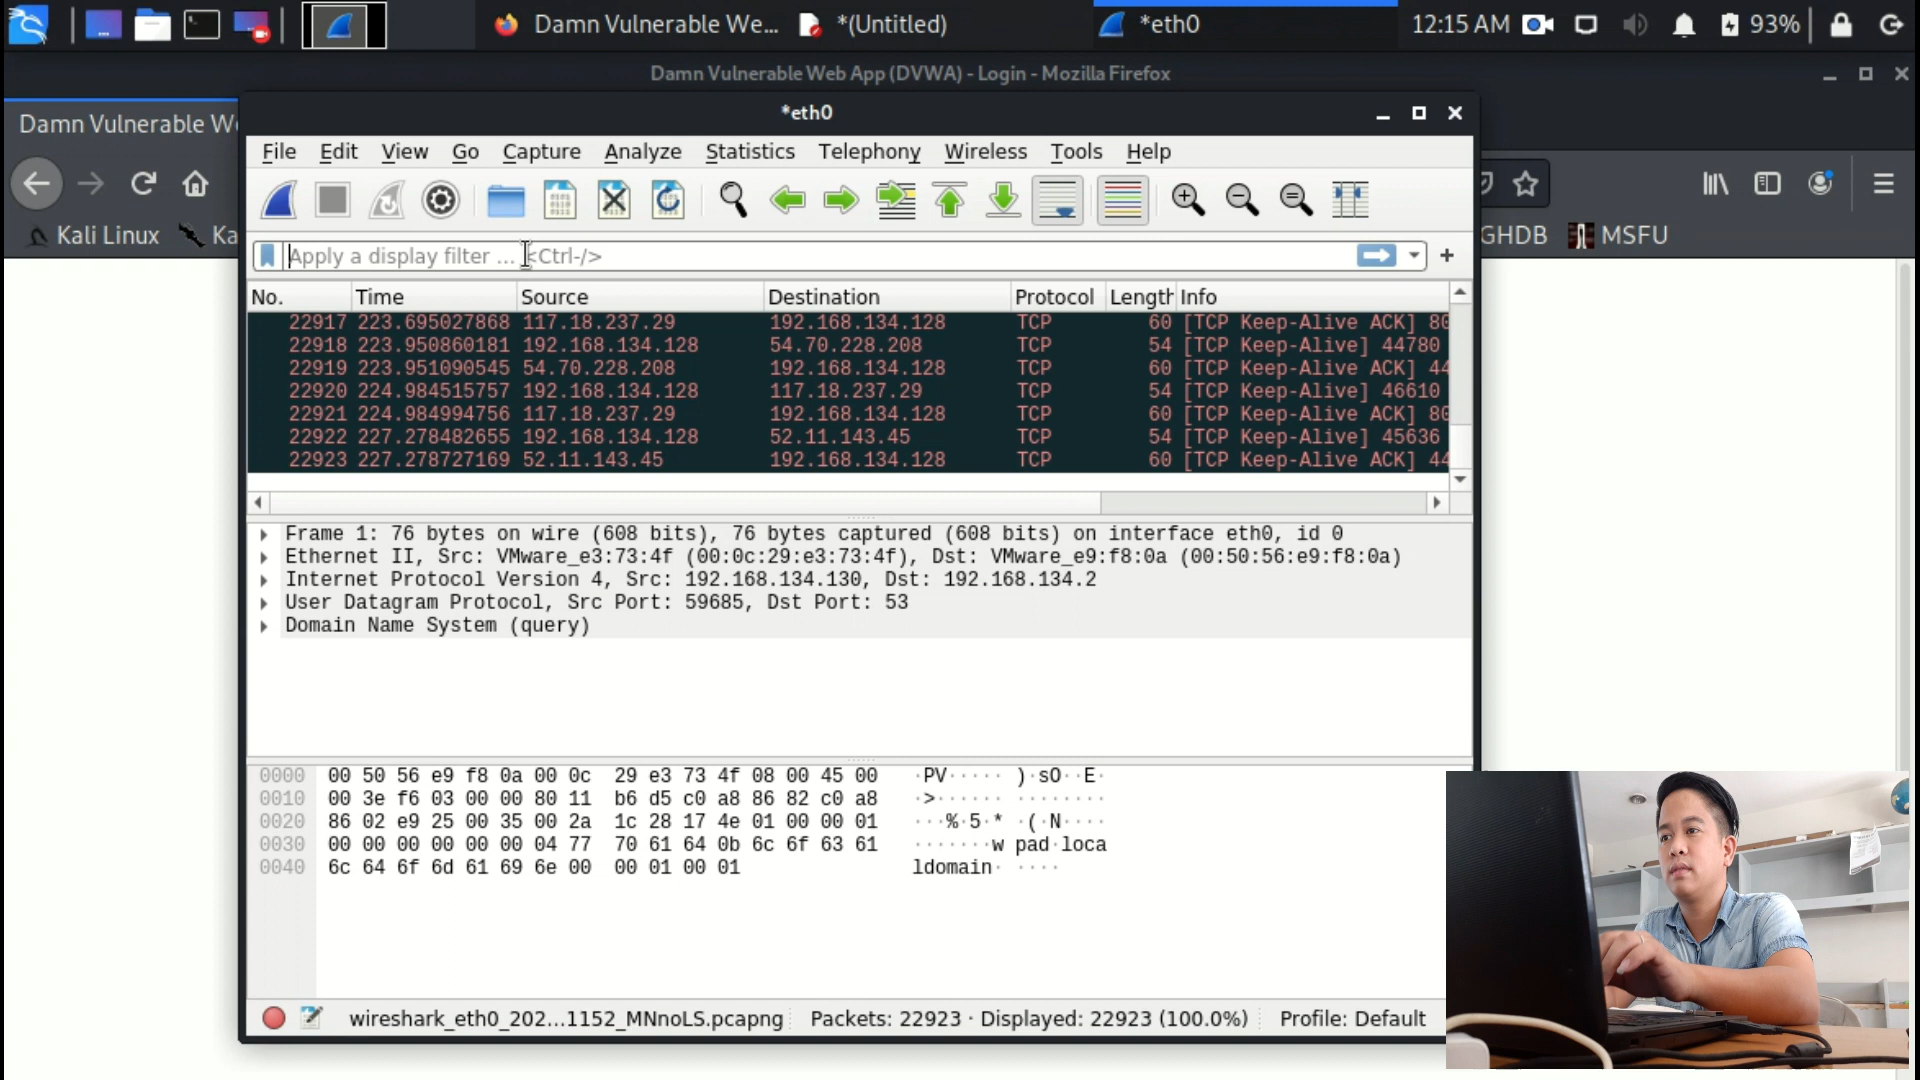 Damn Vulnerable We... *(Untitled) *eth0 12:15 AM 93%
Damn Vulnerable Web App (DVWA) - Login - Mozilla Firefox
Damn Vulnerable W
*eth0
File Edit View Go Capture Analyze Statistics Telephony Wireless Tools Help
Kali Linux Ka GHDB MSFU
Apply a display filter ... <Ctrl-/>
No. Time Source Destination Protocol Length Info
22917 223.695027868 117.18.237.29 192.168.134.128 TCP 60 [TCP Keep-Alive ACK] 80
22918 223.950860181 192.168.134.128 54.70.228.208 TCP 54 [TCP Keep-Alive] 44780
22919 223.951090545 54.70.228.208 192.168.134.128 TCP 60 [TCP Keep-Alive ACK] 44
22920 224.984515757 192.168.134.128 117.18.237.29 TCP 54 [TCP Keep-Alive] 46610
22921 224.984994756 117.18.237.29 192.168.134.128 TCP 60 [TCP Keep-Alive ACK] 80
22922 227.278482655 192.168.134.128 52.11.143.45 TCP 54 [TCP Keep-Alive] 45636
22923 227.278727169 52.11.143.45 192.168.134.128 TCP 60 [TCP Keep-Alive ACK] 44
Frame 1: 76 bytes on wire (608 bits), 76 bytes captured (608 bits) on interface eth0, id 0
Ethernet II, Src: VMware_e3:73:4f (00:0c:29:e3:73:4f), Dst: VMware_e9:f8:0a (00:50:56:e9:f8:0a)
Internet Protocol Version 4, Src: 192.168.134.130, Dst: 192.168.134.2
User Datagram Protocol, Src Port: 59685, Dst Port: 53
Domain Name System (query)
0000 00 50 56 e9 f8 0a 00 0c 29 e3 73 4f 08 00 45 00 ·PV····· )·sO··E·
0010 00 3e f6 03 00 00 80 11 b6 d5 c0 a8 86 82 c0 a8 ·>······ ········
0020 86 02 e9 25 00 35 00 2a 1c 28 17 4e 01 00 00 01 ···%·5·* ·(·N····
0030 00 00 00 00 00 00 04 77 70 61 64 0b 6c 6f 63 61 ·······w pad·loca
0040 6c 64 6f 6d 61 69 6e 00 00 01 00 01 ldomain· ····
wireshark_eth0_202...1152_MNnoLS.pcapng Packets: 22923 · Displayed: 22923 (100.0%) Profile: Default